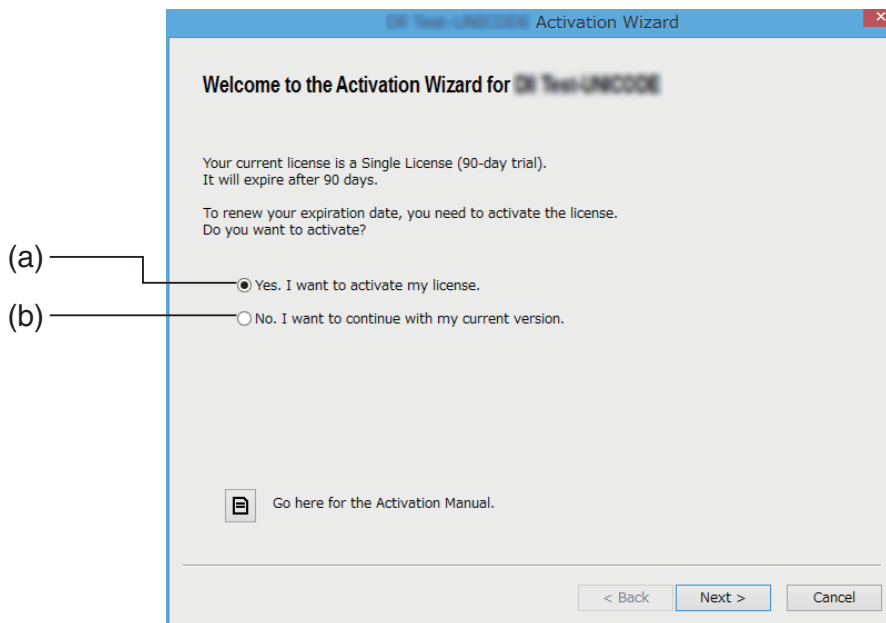 Activation Wizard
Welcome to the Activation Wizard for
Your current license is a Single License (90-day trial).
It will expire after 90 days.
To renew your expiration date, you need to activate the license.
Do you want to activate?
(a)
Yes. I want to activate my license.
(b)
No. I want to continue with my current version.
Go here for the Activation Manual.
< Back
Next >
Cancel